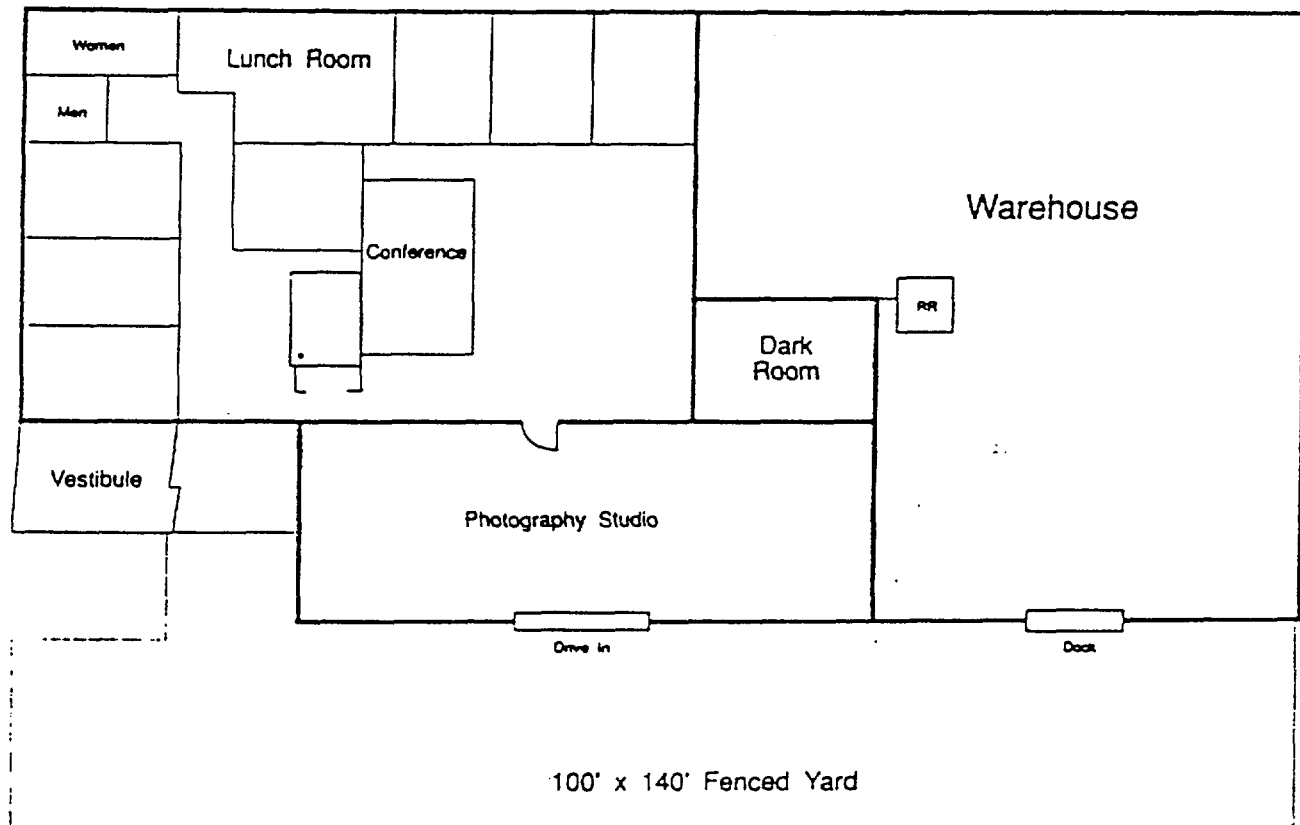 Women
Lunch Room
Men
Warehouse
Conference
RR
Dark
Room
Vestibule
Photography Studio
Drive In
Dock
100' x 140' Fenced Yard